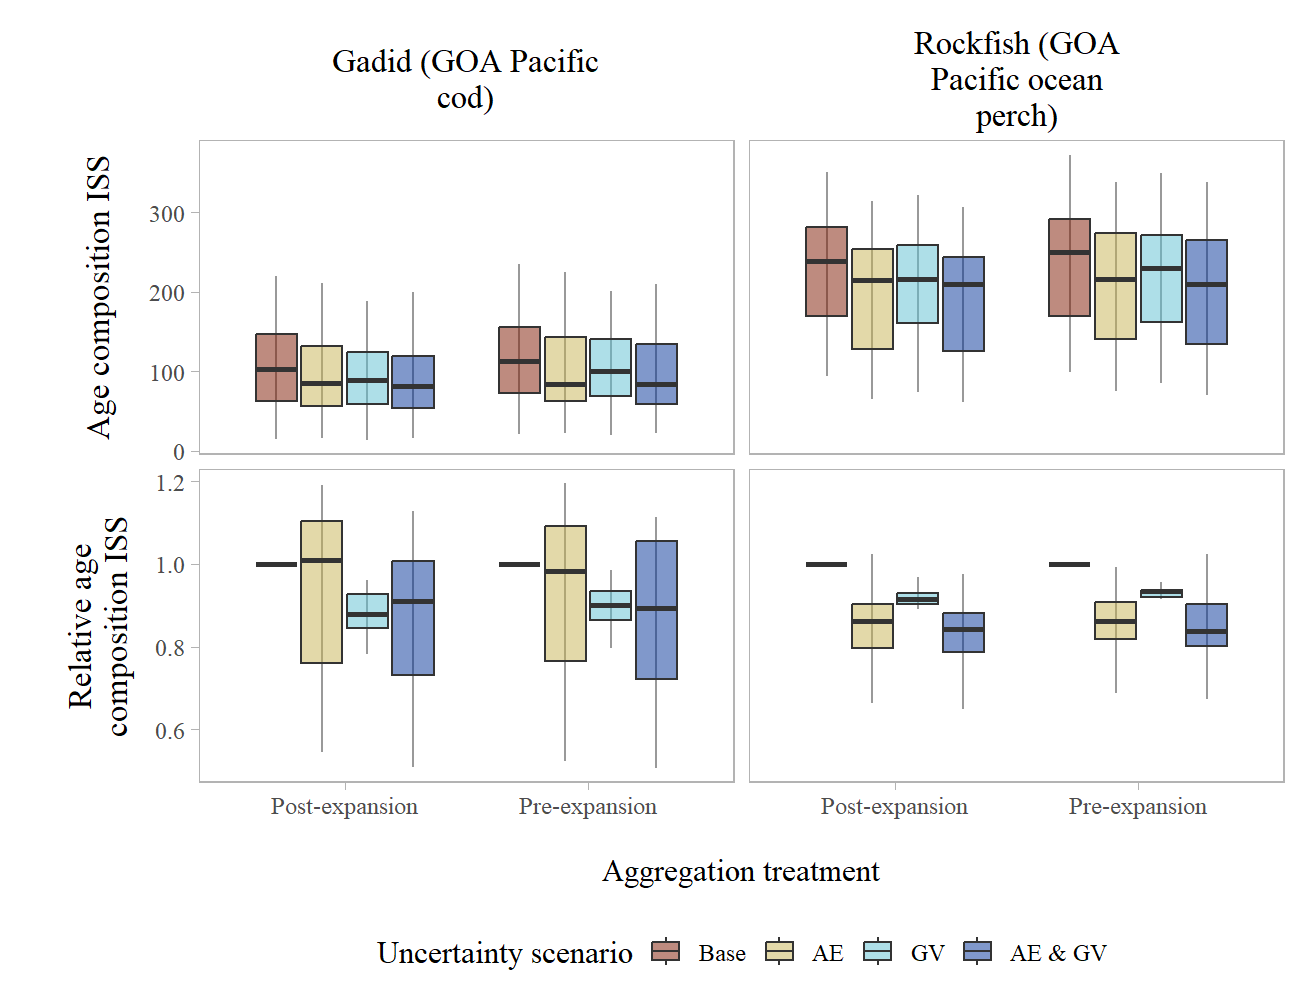 Gadid (GOA Pacific
cod)
Rockfish (GOA
Pacific ocean
perch)
Age composition ISS
300
200
100
0
Relative age
composition ISS
1.2
1.0
0.8
0.6
Post-expansion
Pre-expansion
Post-expansion
Pre-expansion
Aggregation treatment
Uncertainty scenario Base AE GV AE & GV